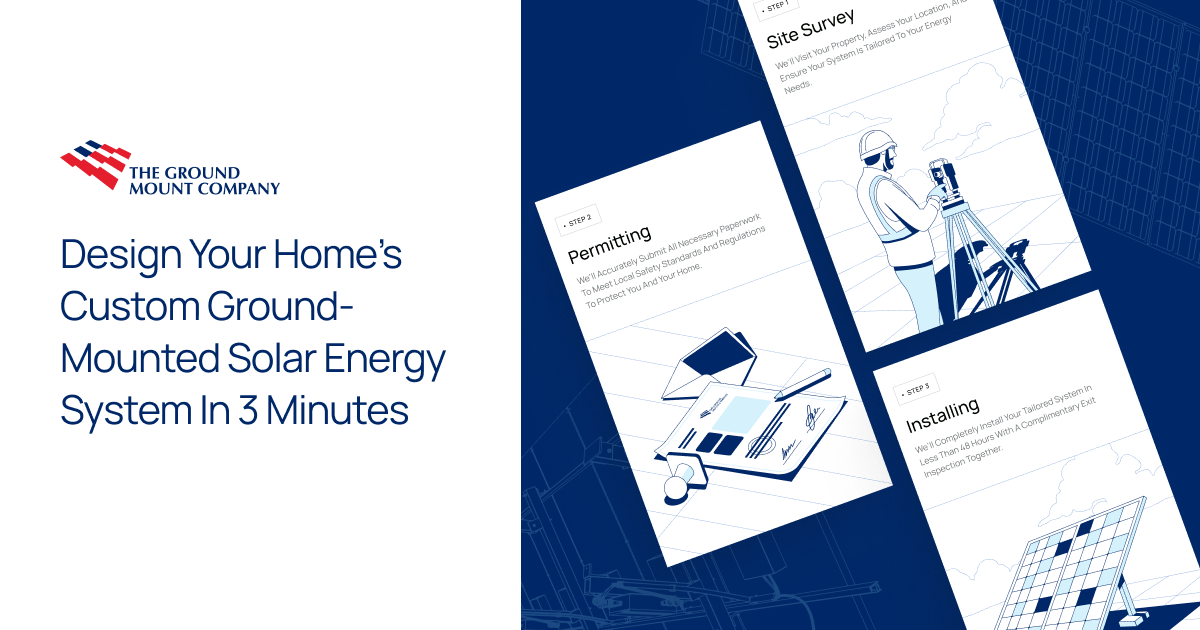 THE GROUND
MOUNT COMPANY
Design Your Home’s
Custom Ground-
Mounted Solar Energy
System In 3 Minutes
• STEP 1
Site Survey
We’ll Visit Your Property, Assess Your Location, And
Ensure Your System Is Tailored To Your Energy
Needs.
• STEP 2
Permitting
We’ll Accurately Submit All Necessary Paperwork
To Meet Local Safety Standards And Regulations
To Protect You And Your Home.
• STEP 3
Installing
We’ll Completely Install Your Tailored System In
Less Than 48 Hours With A Complimentary Exit
Inspection Together.